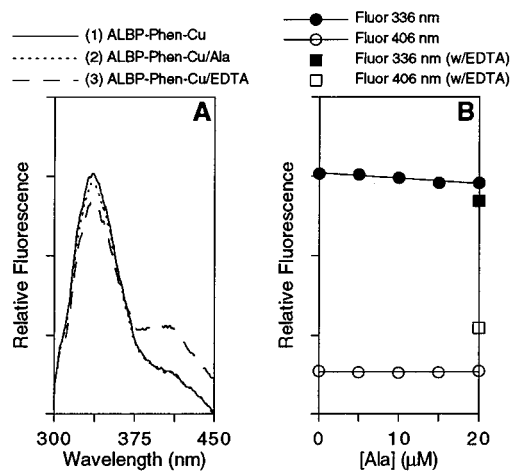 (1) ALBP-Phen-Cu
(2) ALBP-Phen-Cu/Ala
(3) ALBP-Phen-Cu/EDTA
Fluor 336 nm
Fluor 406 nm
Fluor 336 nm (w/EDTA)
Fluor 406 nm (w/EDTA)
A
B
Relative Fluorescence
300 375 450
Wavelength (nm)
Relative Fluorescence
0 10 20
[Ala] (μM)